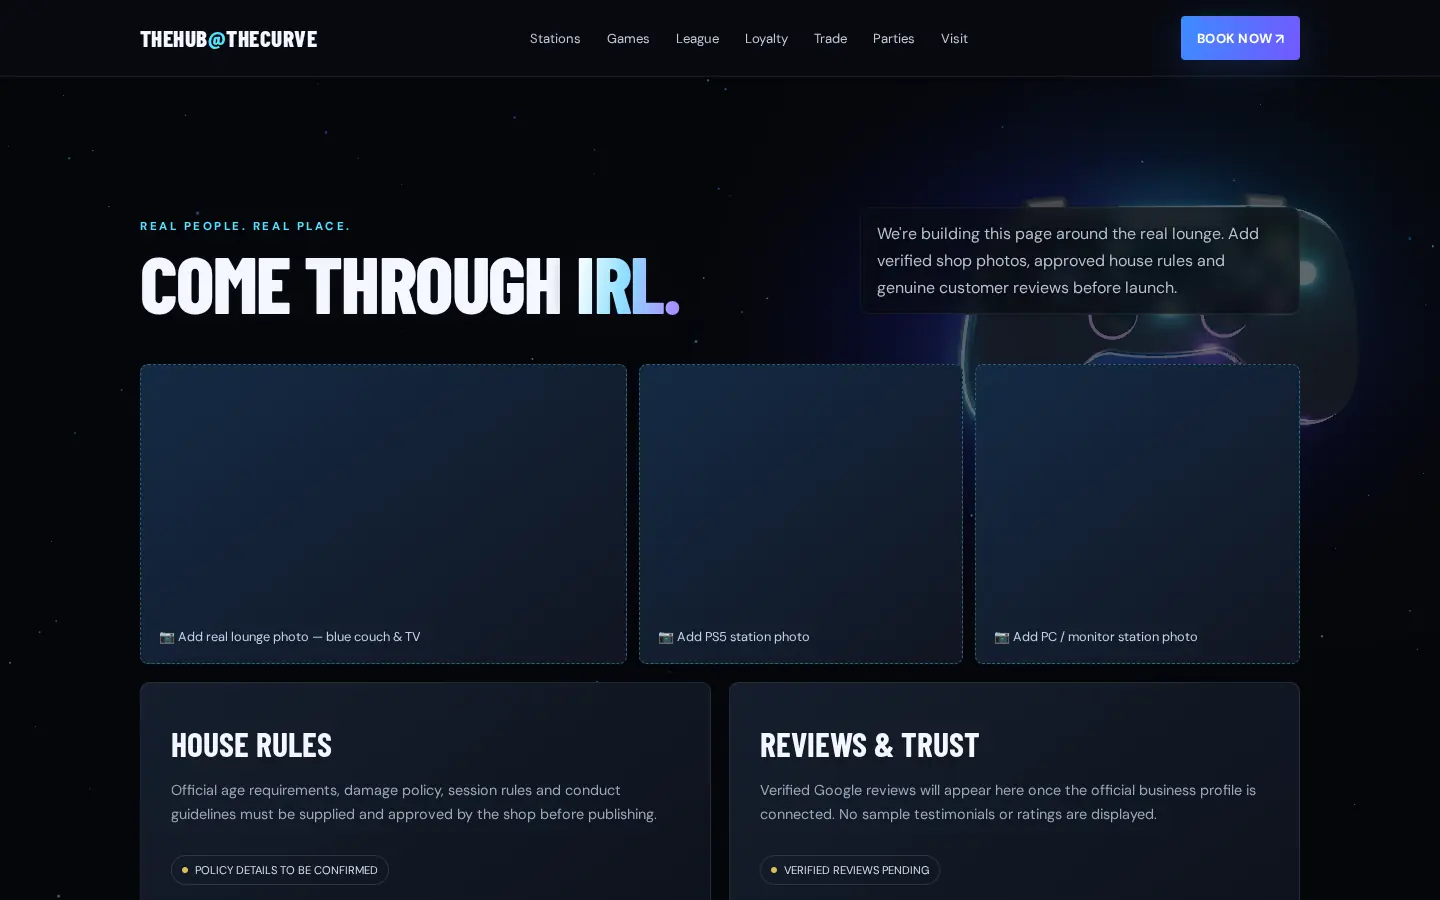 THEHUB@THECURVE
Stations Games League Loyalty Trade Parties Visit
BOOK NOW↗
REAL PEOPLE. REAL PLACE.
COME THROUGH IRL.
We're building this page around the real lounge. Add
verified shop photos, approved house rules and
genuine customer reviews before launch.
📷 Add real lounge photo — blue couch & TV
📷 Add PS5 station photo
📷 Add PC / monitor station photo
HOUSE RULES
Official age requirements, damage policy, session rules and conduct
guidelines must be supplied and approved by the shop before publishing.
POLICY DETAILS TO BE CONFIRMED
REVIEWS & TRUST
Verified Google reviews will appear here once the official business profile is
connected. No sample testimonials or ratings are displayed.
VERIFIED REVIEWS PENDING